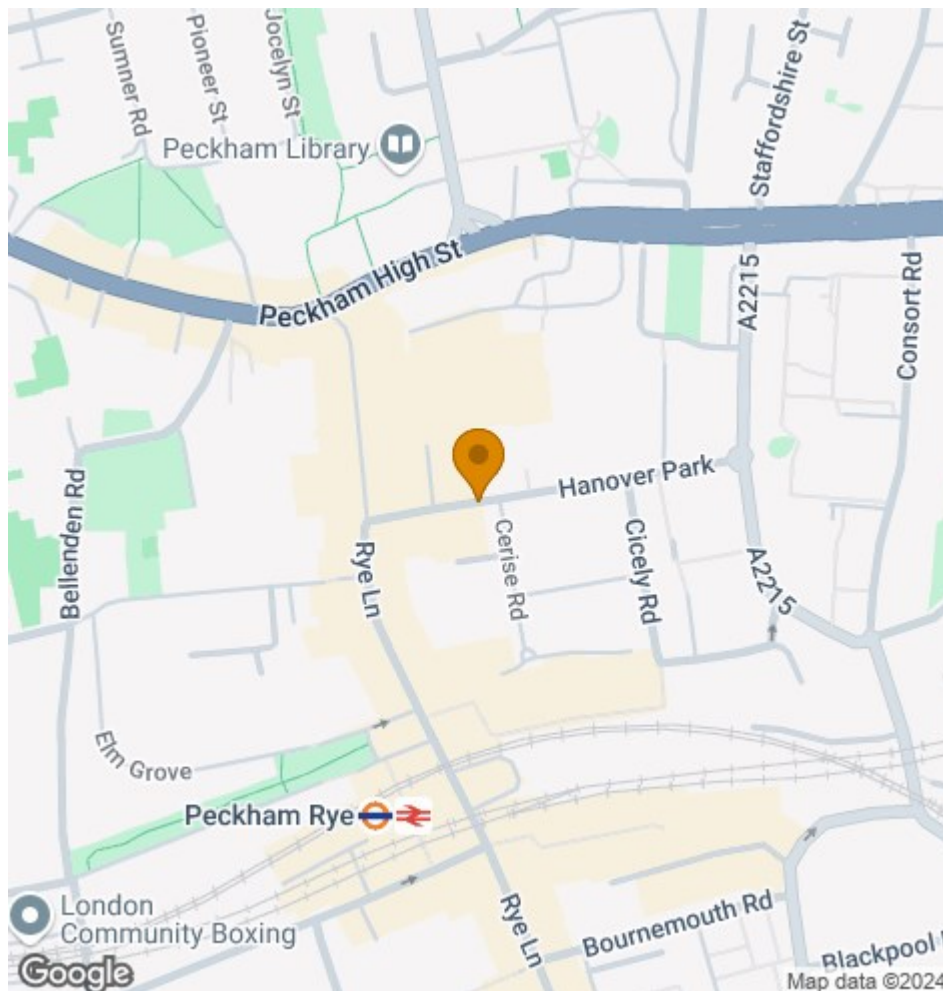 Sumner Rd
Pioneer St
Jocelyn St
Staffordshire St
Peckham Library
Peckham High St
A2215
Consort Rd
Hanover Park
Bellenden Rd
Rye Ln
Cerise Rd
Cicely Rd
A2215
Elm Grove
Peckham Rye
London
Community Boxing
Rye Ln
Bournemouth Rd
Blackpool
Google
Map data ©2024